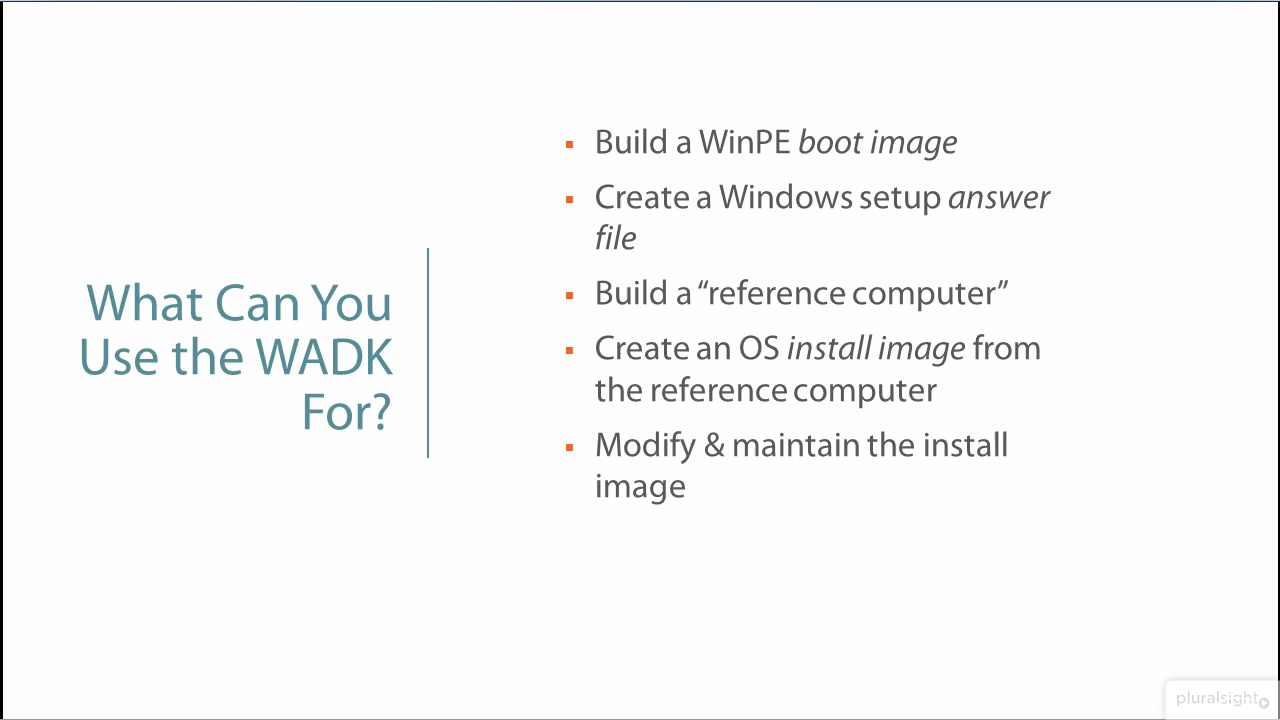 What Can You
Use the WADK
For?
▪ Build a WinPE boot image
▪ Create a Windows setup answer
file
▪ Build a “reference computer”
▪ Create an OS install image from
the reference computer
▪ Modify & maintain the install
image
pluralsight